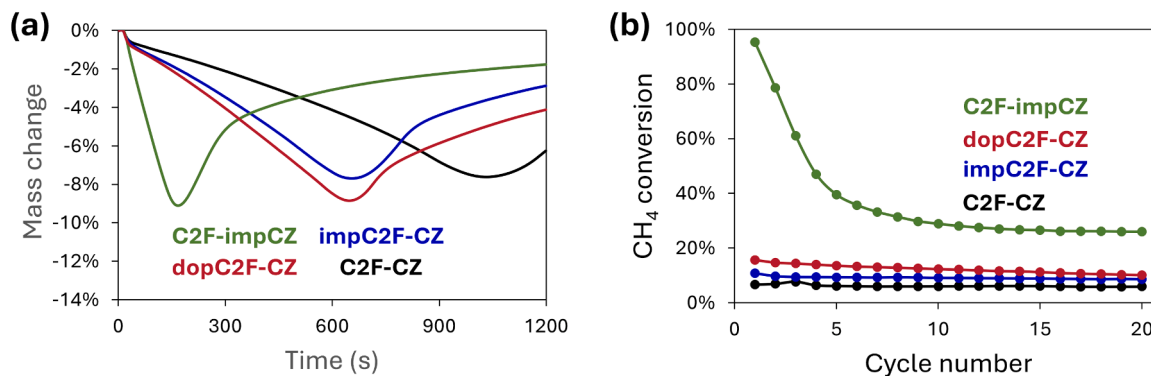 (a)
0%
-2%
-4%
-6%
-8%
-10%
-12%
-14%
Mass change
C2F-impCZ impC2F-CZ
dopC2F-CZ C2F-CZ
0 300 600 900 1200
Time (s)
(b)
100%
80%
60%
40%
20%
0%
CH₄ conversion
C2F-impCZ
dopC2F-CZ
impC2F-CZ
C2F-CZ
0 5 10 15 20
Cycle number